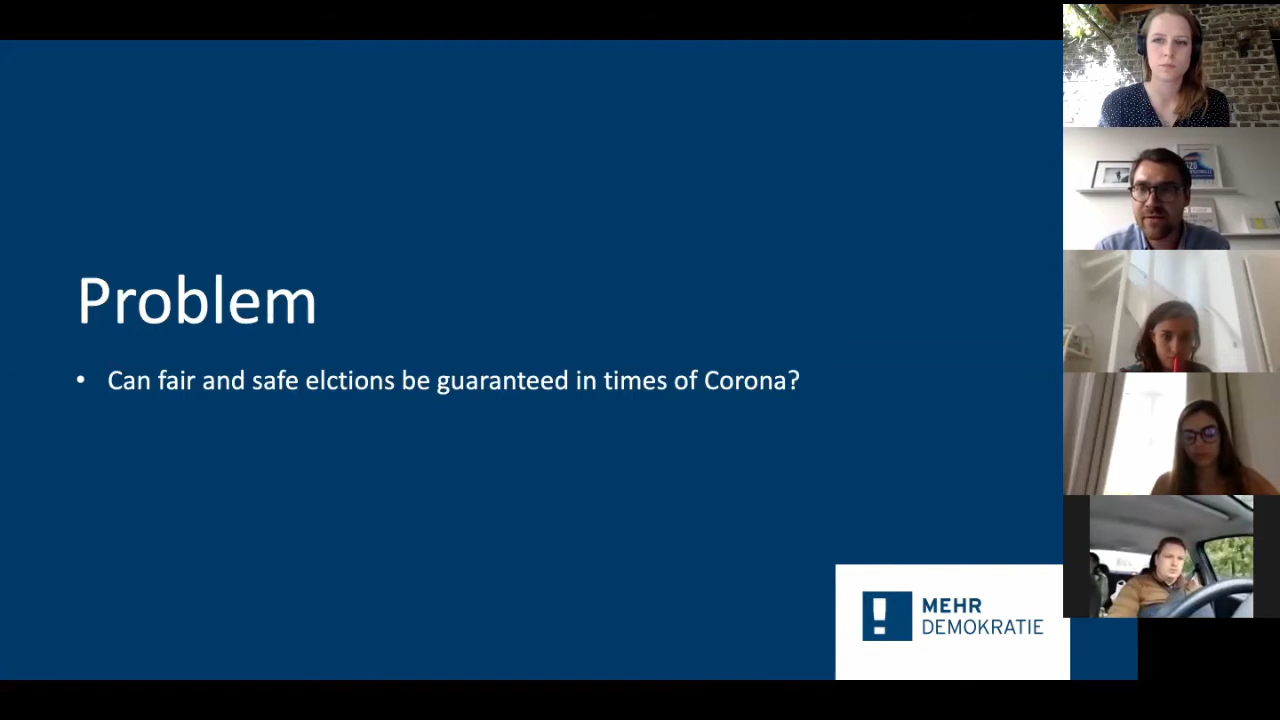 Problem
• Can fair and safe elctions be guaranteed in times of Corona?
MEHR
DEMOKRATIE